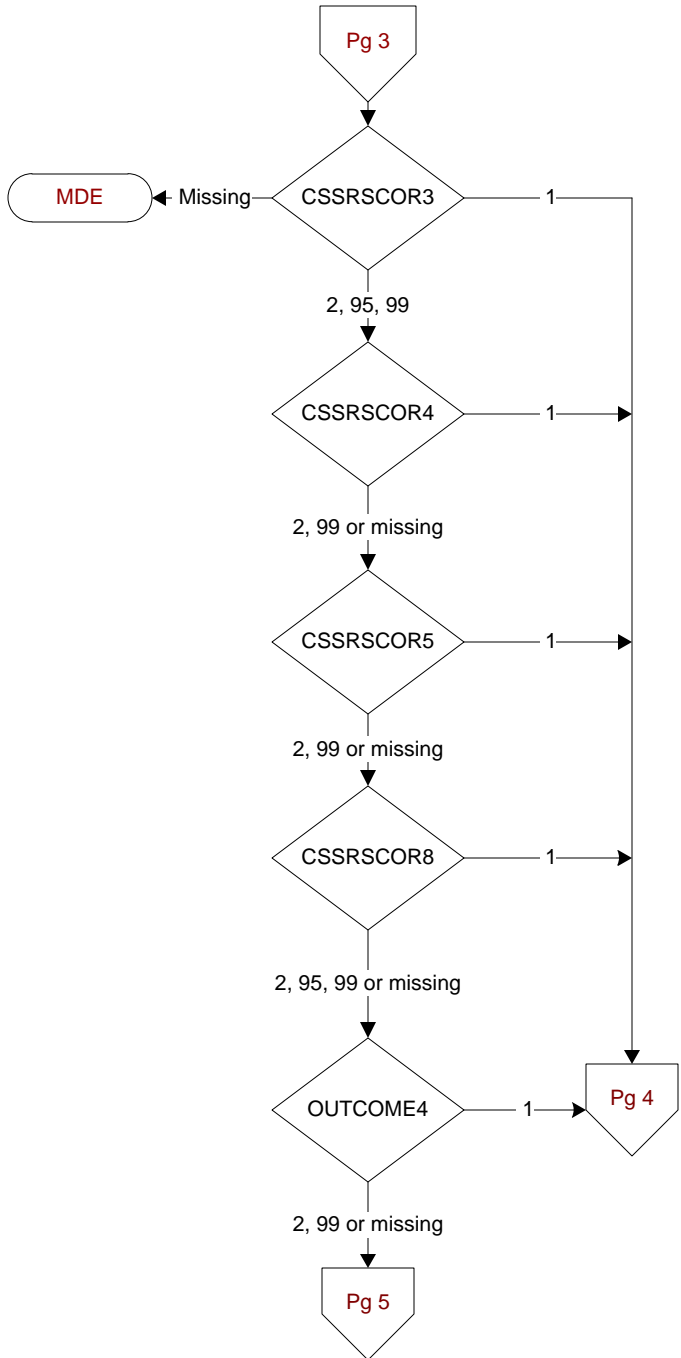 Pg 3
MDE
Missing
CSSRSCOR3
1
2, 95, 99
CSSRSCOR4
1
2, 99 or missing
CSSRSCOR5
1
2, 99 or missing
CSSRSCOR8
1
2, 95, 99 or missing
OUTCOME4
1
Pg 4
2, 99 or missing
Pg 5